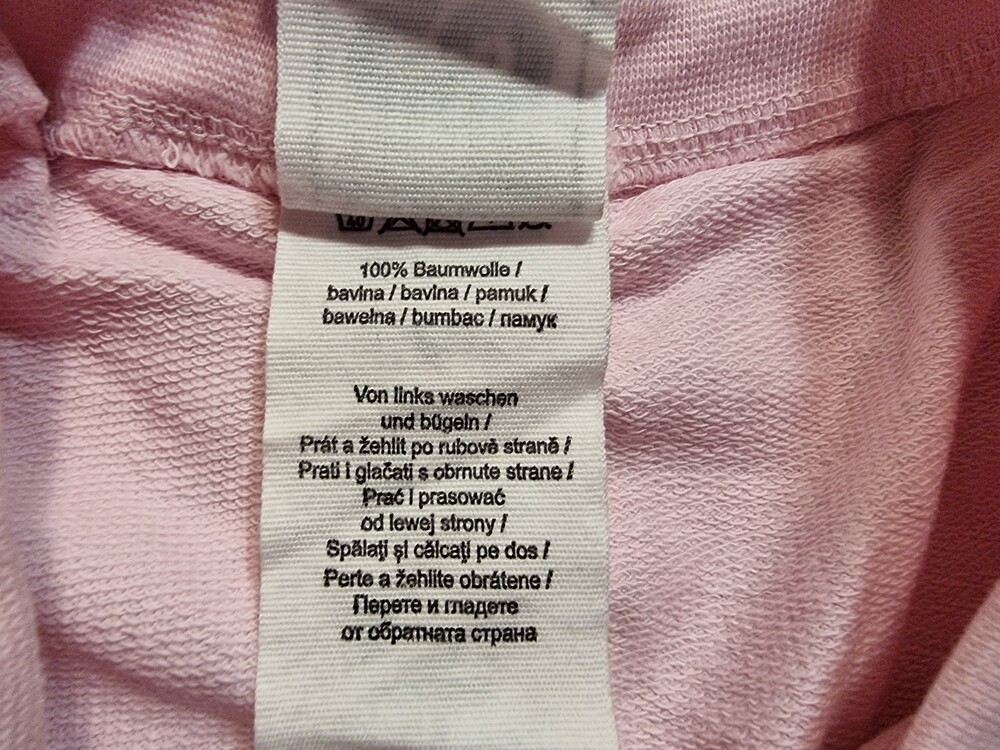 40
100% Baumwolle /
bavlna / bavlna / pamuk /
bawełna / bumbac / памук
Von links waschen
und bügeln /
Prát a žehlit po rubově straně /
Prati i glačati s obrnute strane /
Prać i prasować
od lewej strony /
Spălaţi şi călcaţi pe dos /
Perte a žehlite obrátene /
Перете и гладете
от обратната страна